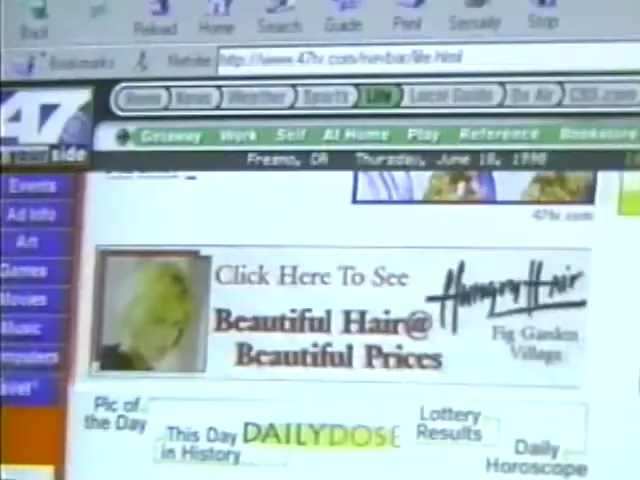 Back Reload Home Search Guide Print Security Stop
Bookmarks Netsite: http://www.47tv.com/navbar/life.html
47
Home News Weather Sports Life Local Guide On Air CBS.com
on your side
Getaway Work Self At Home Play Reference Bookstore
Fresno, CA Thursday, June 18, 1998
Events
Ad Info
Art
Games
Movies
Music
47tv.com
Click Here To See
Beautiful Hair@
Beautiful Prices
Hungry Hair
Fig Garden
Village
Pic of
the Day
This Day
in History
DAILYDOSE
Lottery
Results
Daily
Horoscope